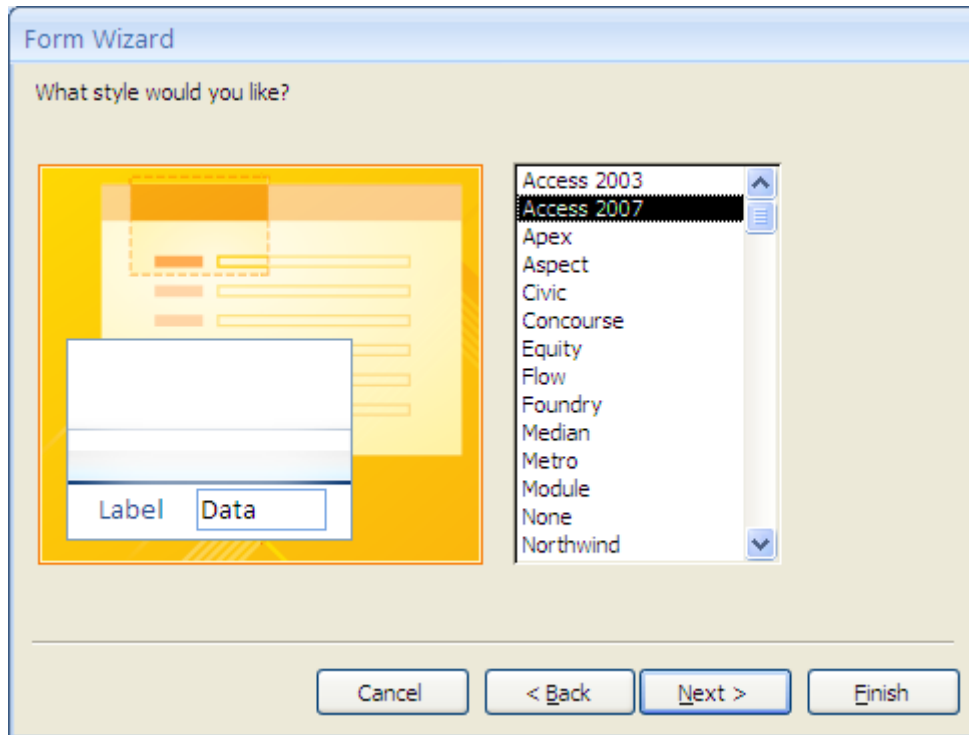 Form Wizard
What style would you like?
Label Data
Access 2003
Access 2007
Apex
Aspect
Civic
Concourse
Equity
Flow
Foundry
Median
Metro
Module
None
Northwind
Cancel < Back Next > Finish